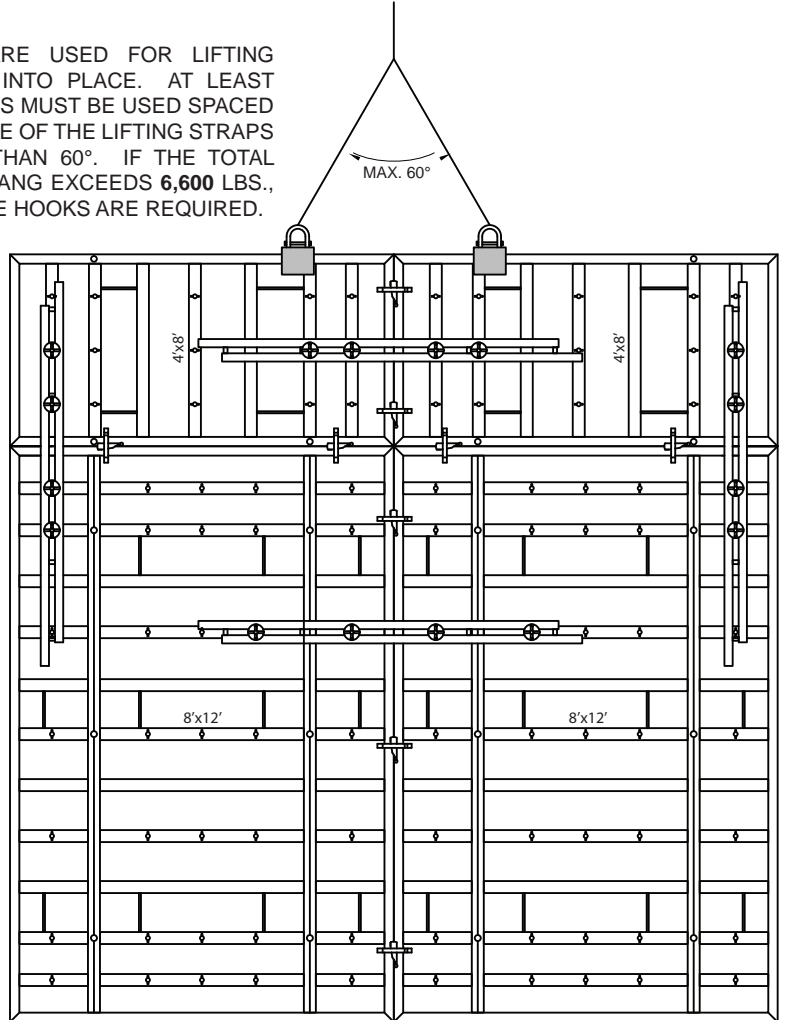 ARE USED FOR LIFTING
INTO PLACE. AT LEAST
S MUST BE USED SPACED
E OF THE LIFTING STRAPS
THAN 60°. IF THE TOTAL
ANG EXCEEDS 6,600 LBS.,
E HOOKS ARE REQUIRED.
MAX. 60°
4'x8'
4'x8'
8'x12'
8'x12'